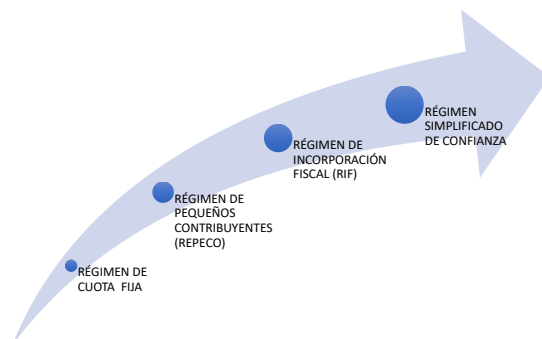 RÉGIMEN
SIMPLIFICADO
DE CONFIANZA
RÉGIMEN DE
INCORPORACIÓN
FISCAL (RIF)
RÉGIMEN DE
PEQUEÑOS
CONTRIBUYENTES
(REPECO)
RÉGIMEN DE
CUOTA FIJA